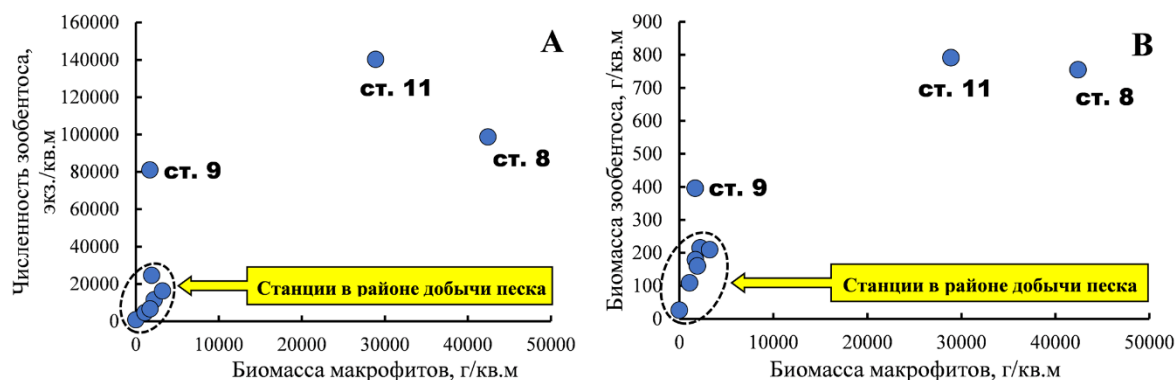 Численность зообентоса,
экз./кв.м
160000
140000
120000
100000
80000
60000
40000
20000
0
A
ст. 11
ст. 8
ст. 9
Станции в районе добычи песка
0 10000 20000 30000 40000 50000
Биомасса макрофитов, г/кв.м
Биомасса зообентоса, г/кв.м
900
800
700
600
500
400
300
200
100
0
B
ст. 11
ст. 8
ст. 9
Станции в районе добычи песка
0 10000 20000 30000 40000 50000
Биомасса макрофитов, г/кв.м